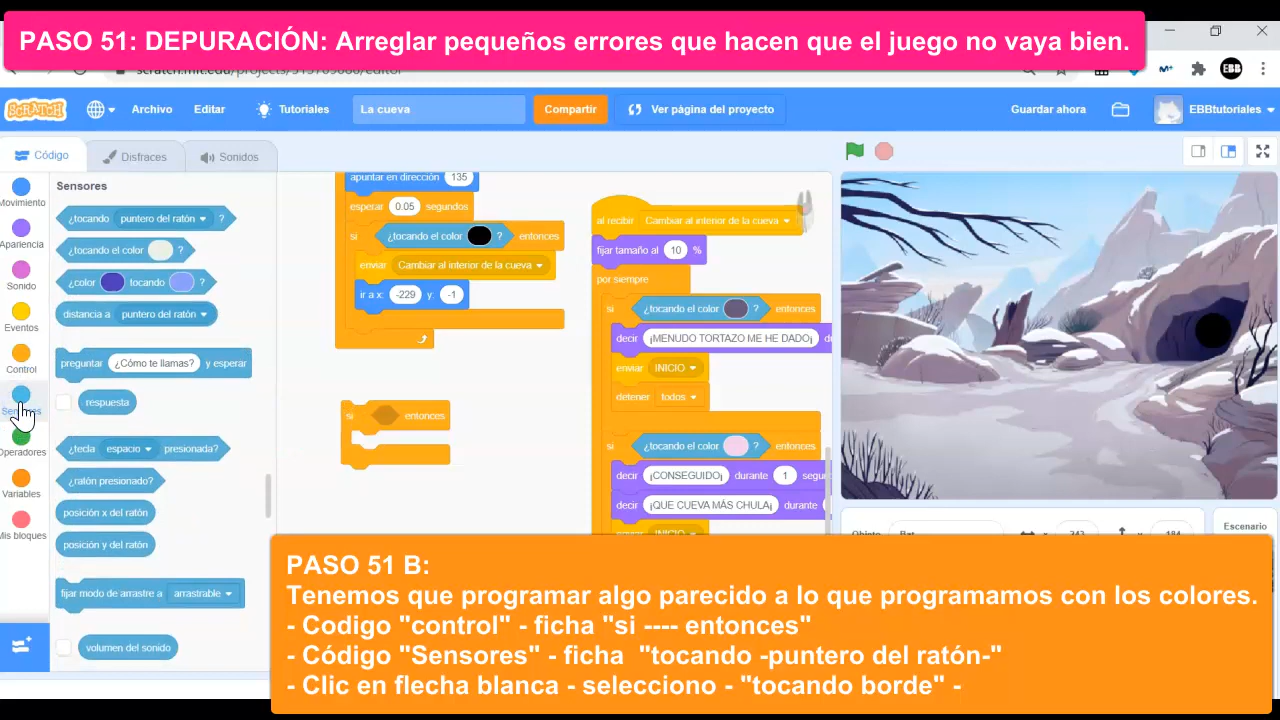 PASO 51: DEPURACIÓN: Arreglar pequeños errores que hacen que el juego no vaya bien.
EBB
SCRATCH
Archivo
Editar
Tutoriales
La cueva
Compartir
Ver página del proyecto
Guardar ahora
EBBtutoriales
Código
Disfraces
Sonidos
Movimiento
Apariencia
Sonido
Eventos
Control
Operadores
Variables
Mis bloques
Sensores
¿tocando puntero del ratón ?
¿tocando el color ?
¿color tocando ?
distancia a puntero del ratón
preguntar ¿Cómo te llamas? y esperar
respuesta
¿tecla espacio presionada?
¿ratón presionado?
posición x del ratón
posición y del ratón
fijar modo de arrastre a arrastrable
volumen del sonido
apuntar en dirección 135
esperar 0.05 segundos
si ¿tocando el color ? entonces
enviar Cambiar al interior de la cueva
ir a x: -229 y: -1
si entonces
al recibir Cambiar al interior de la cueva
fijar tamaño al 10 %
por siempre
si ¿tocando el color ? entonces
decir ¡MENUDO TORTAZO ME HE DADO¡
enviar INICIO
detener todos
si ¿tocando el color ? entonces
decir ¡CONSEGUIDO¡ durante 1
decir ¡QUE CUEVA MÁS CHULA¡ durante
Escenario
PASO 51 B:
Tenemos que programar algo parecido a lo que programamos con los colores.
- Codigo "control" - ficha "si ---- entonces"
- Código "Sensores" - ficha "tocando -puntero del ratón-"
- Clic en flecha blanca - selecciono - "tocando borde" -